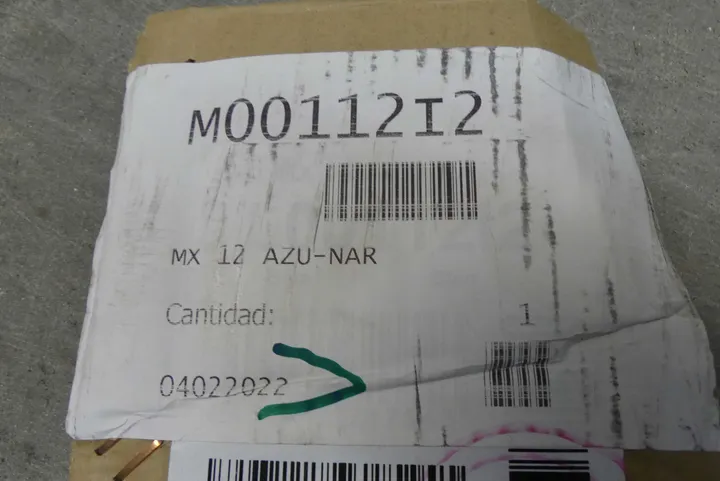 M00112I2
MX 12 AZU-NAR
Cantidad: 1
04022022